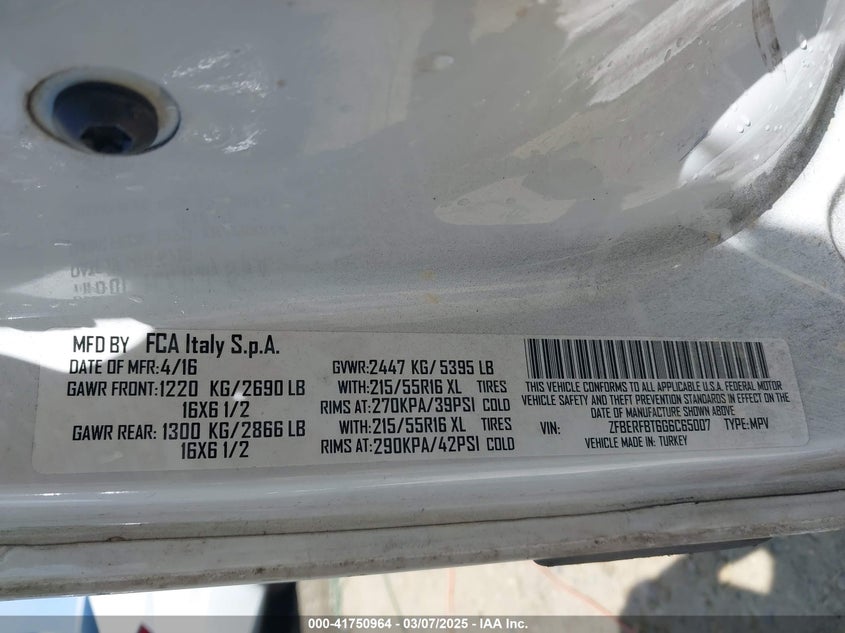 MFD BY FCA Italy S.p.A.
DATE OF MFR: 4/16
GAWR FRONT: 1220 KG/2690 LB
16X6 1/2
GAWR REAR: 1300 KG/2866 LB
16X6 1/2
GVWR: 2447 KG/ 5395 LB
WITH: 215/55R16 XL TIRES
RIMS AT: 270KPA/39PSI COLD
WITH: 215/55R16 XL TIRES
RIMS AT: 290KPA/42PSI COLD
THIS VEHICLE CONFORMS TO ALL APPLICABLE U.S.A. FEDERAL MOTOR
VEHICLE SAFETY AND THEFT PREVENTION STANDARDS IN EFFECT ON THE
DATE OF MANUFACTURE SHOWN ABOVE.
VIN: ZFBERFBT6G6C65007 TYPE: MPV
VEHICLE MADE IN: TURKEY
000-41750964 - 03/07/2025 - IAA Inc.